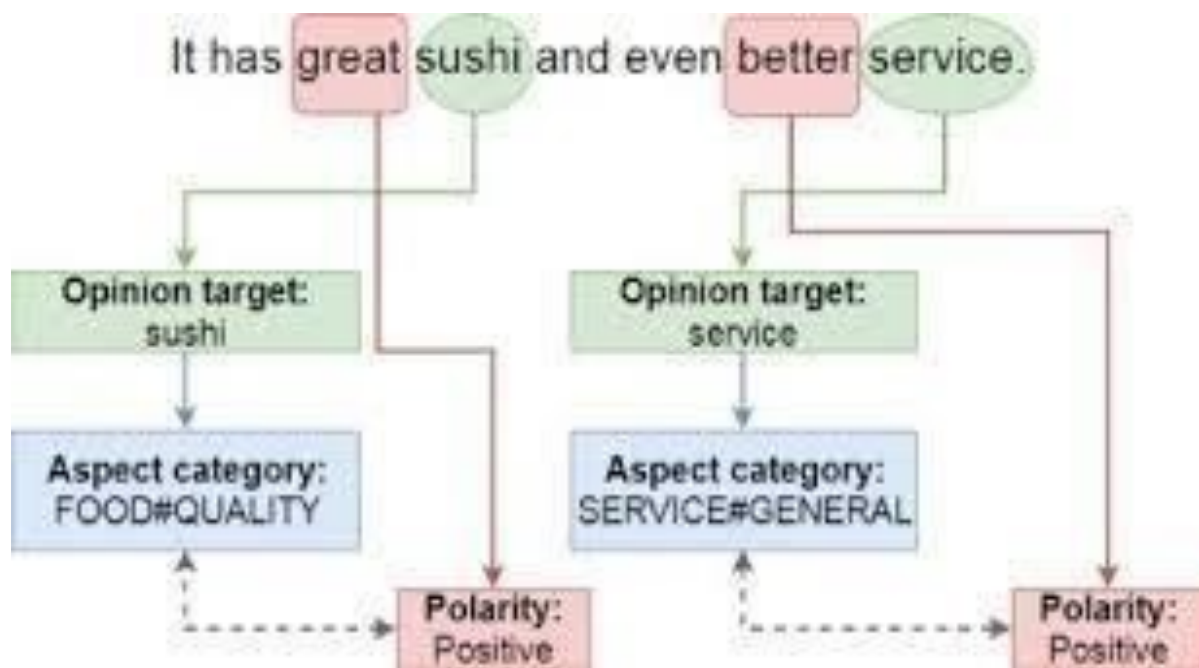 It has great sushi and even better service.
Opinion target:
sushi
Opinion target:
service
Aspect category:
FOOD#QUALITY
Aspect category:
SERVICE#GENERAL
Polarity:
Positive
Polarity:
Positive